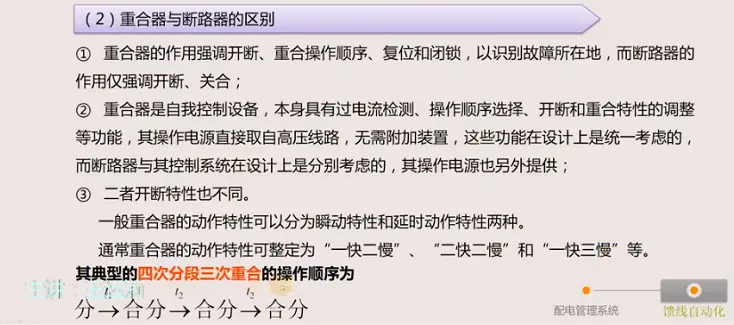 （2）重合器与断路器的区别
① 重合器的作用强调开断、重合操作顺序、复位和闭锁，以识别故障所在地，而断路器的
作用仅强调开断、关合；
② 重合器是自我控制设备，本身具有过电流检测、操作顺序选择、开断和重合特性的调整
等功能，其操作电源直接取自高压线路，无需附加装置，这些功能在设计上是统一考虑的，
而断路器与其控制系统在设计上是分别考虑的，其操作电源也另外提供；
③ 二者开断特性也不同。
一般重合器的动作特性可以分为瞬动特性和延时动作特性两种。
通常重合器的动作特性可整定为“一快二慢”、“二快二慢”和“一快三慢”等。
其典型的四次分段三次重合的操作顺序为
t₁ t₂ t₂
分→合分→合分→合分
配电管理系统 馈线自动化